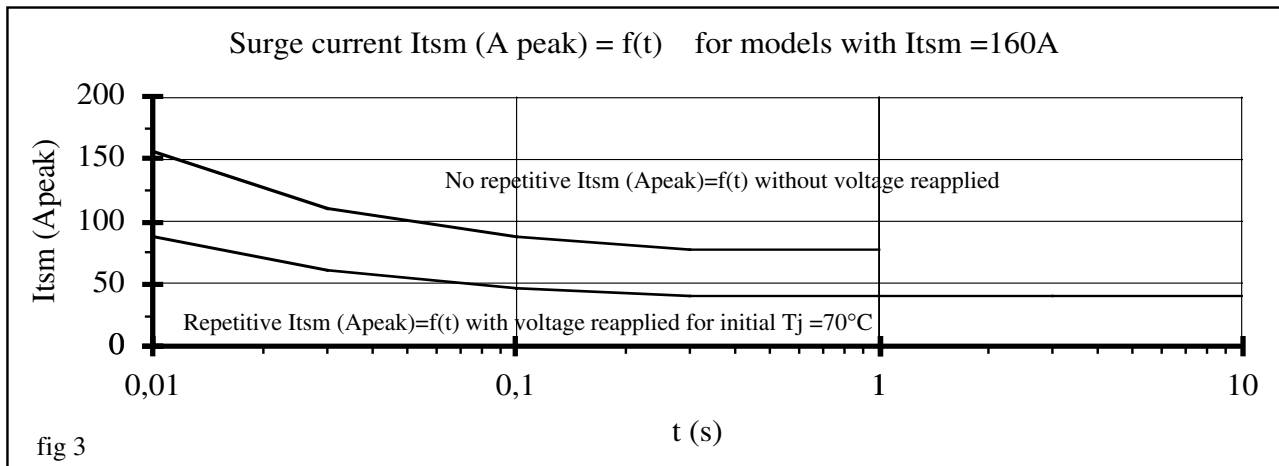 Surge current Itsm (A peak) = f(t) for models with Itsm =160A
200
150
100
50
0
Itsm (Apeak)
No repetitive Itsm (Apeak)=f(t) without voltage reapplied
Repetitive Itsm (Apeak)=f(t) with voltage reapplied for initial Tj =70°C
0,01
0,1
1
10
t (s)
fig 3